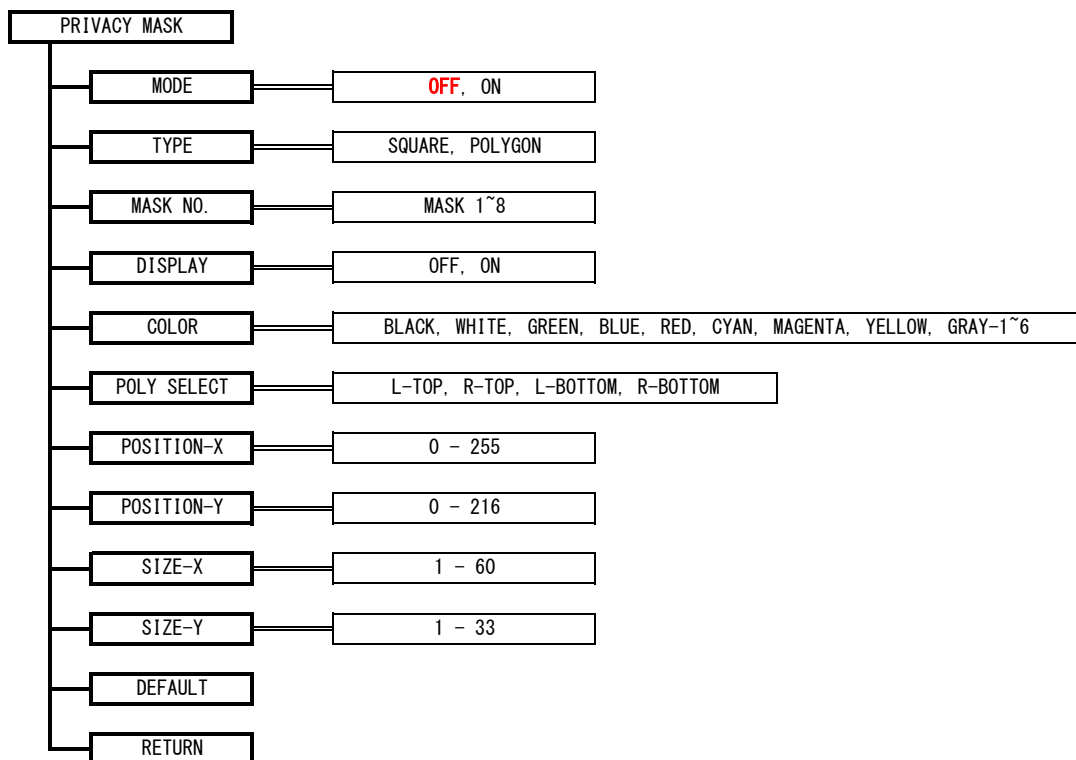 PRIVACY MASK
MODE OFF, ON
TYPE SQUARE, POLYGON
MASK NO. MASK 1~8
DISPLAY OFF, ON
COLOR BLACK, WHITE, GREEN, BLUE, RED, CYAN, MAGENTA, YELLOW, GRAY-1~6
POLY SELECT L-TOP, R-TOP, L-BOTTOM, R-BOTTOM
POSITION-X 0 - 255
POSITION-Y 0 - 216
SIZE-X 1 - 60
SIZE-Y 1 - 33
DEFAULT
RETURN